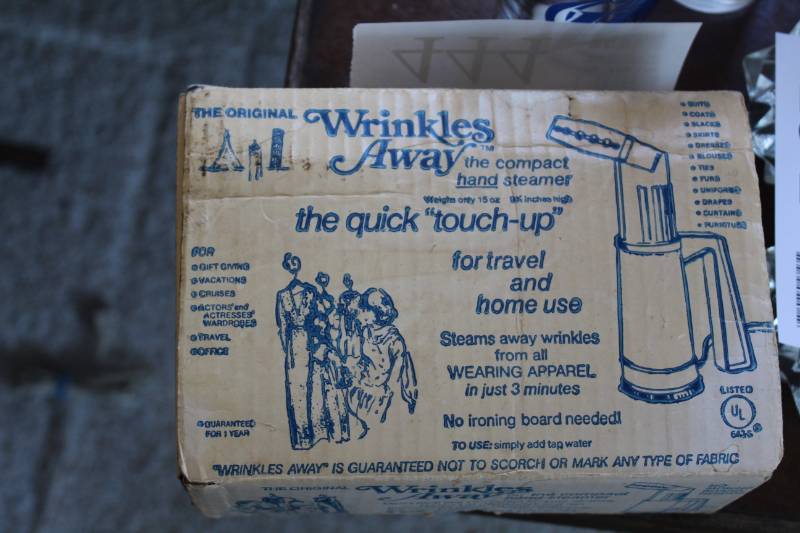 THE ORIGINAL Wrinkles Away™
the compact
hand steamer
Weighs only 15 oz
the quick "touch-up"
for travel
and
home use
Steams away wrinkles
from all
WEARING APPAREL
in just 3 minutes
No ironing board needed!
TO USE: simply add tap water
FOR
GIFT GIVING
VACATIONS
CRUISES
ACTORS' and
ACTRESSES'
WARDROBES
TRAVEL
OFFICE
GUARANTEED
FOR 1 YEAR
SUITS
COATS
SLACKS
SKIRTS
DRESSES
BLOUSES
TIES
FURS
UNIFORMS
DRAPES
CURTAINS
FURNITURE
LISTED
UL
"WRINKLES AWAY" IS GUARANTEED NOT TO SCORCH OR MARK ANY TYPE OF FABRIC
THE ORIGINAL Wrinkles Away